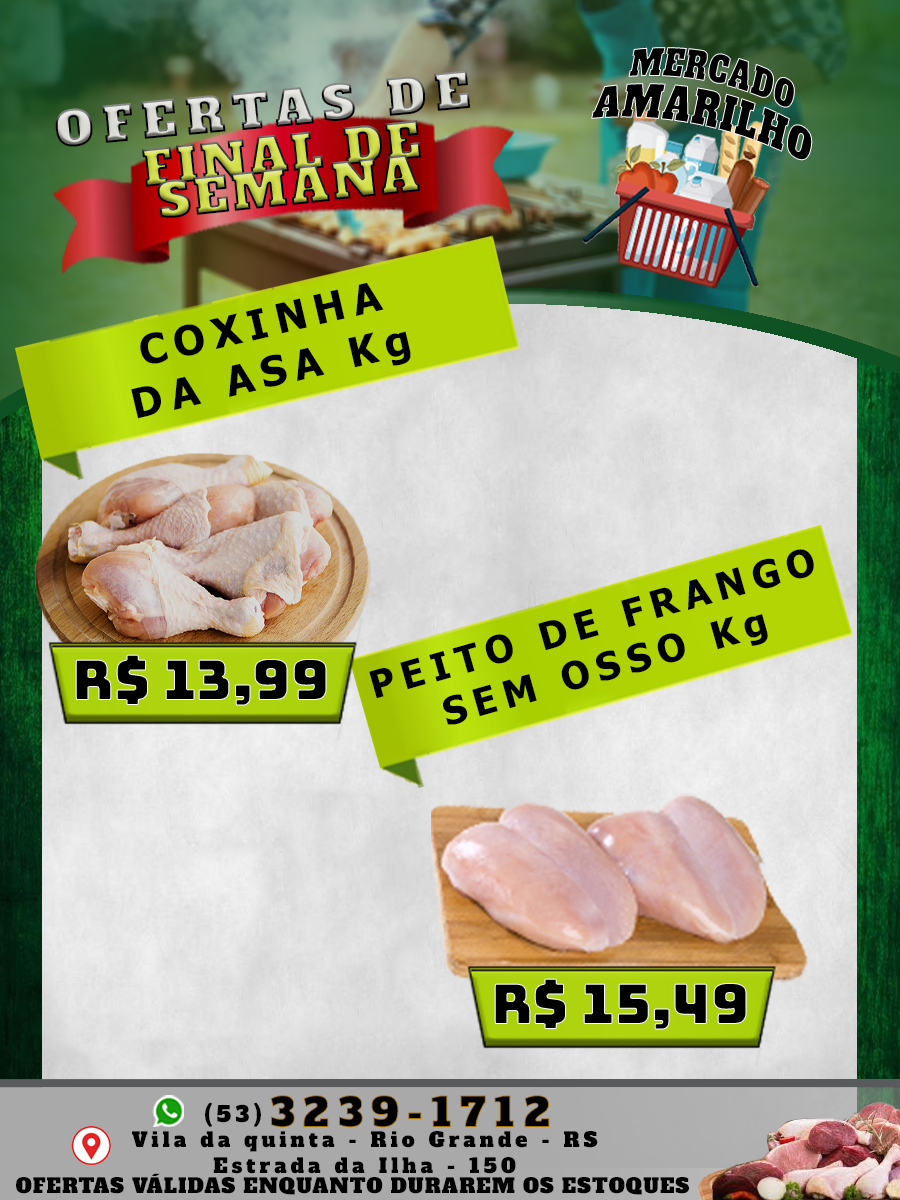 OFERTAS DE
FINAL DE
SEMANA
MERCADO
AMARILHO
COXINHA
DA ASA Kg
R$ 13,99
PEITO DE FRANGO
SEM OSSO Kg
R$ 15,49
(53) 3239-1712
Vila da quinta - Rio Grande - RS
Estrada da Ilha - 150
OFERTAS VÁLIDAS ENQUANTO DURAREM OS ESTOQUES